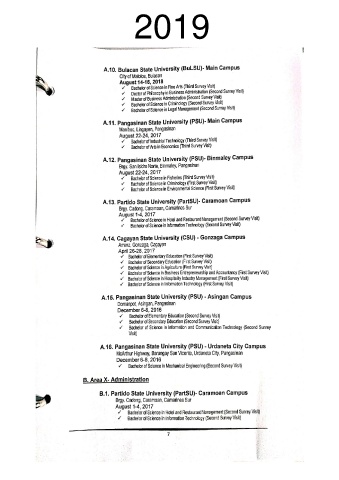 2019
A.10. Bulacan State University (BuLSU)- Main Campus
City of Malolos, Bulacan
August 14-16, 2018
✓ Bachelor of Science in Fine Arts (Third Survey Visit)
✓ Doctor of Philosophy in Business Administration (Second Survey Visit)
✓ Master of Business Administration (Second Survey Visit)
✓ Bachelor of Science in Criminology (Second Survey Visit)
✓ Bachelor of Science in Legal Management (Second Survey Visit)
A.11. Pangasinan State University (PSU)- Main Campus
Lingayen, Pangasinan
August 22-24, 2017
✓ Bachelor of Industrial Technology (Third Survey Visit)
✓ Bachelor of Arts in Economics (Third Survey Visit)
A.12. Pangasinan State University (PSU)- Binmaley Campus
Brgy. San Isidro Norte, Binmaley, Pangasinan
August 22-24, 2017
✓ Bachelor of Science in Fisheries (Third Survey Visit)
✓ Bachelor of Science in Criminology (First Survey Visit)
✓ Bachelor of Science in Environmental Science (First Survey Visit)
A.13. Partido State University (PartSU)- Caramoan Campus
Brgy. Cadong, Caramoan, Camarines Sur
August 1-4, 2017
✓ Bachelor of Science in Hotel and Restaurant Management (Second Survey Visit)
✓ Bachelor of Science in Information Technology (Second Survey Visit)
A.14. Cagayan State University (CSU) - Gonzaga Campus
Gonzaga, Cagayan
April 26-28, 2017
✓ Bachelor of Elementary Education (First Survey Visit)
✓ Bachelor of Secondary Education (First Survey Visit)
✓ Bachelor of Science in Agriculture (First Survey Visit)
✓ Bachelor of Science in Business Entrepreneurship and Accountancy (First Survey Visit)
✓ Bachelor of Science in Hospitality Industry Management (First Survey Visit)
✓ Bachelor of Science in Information Technology (First Survey Visit)
A.15. Pangasinan State University (PSU) - Asingan Campus
Domanpot, Asingan, Pangasinan
December 6-8, 2016
✓ Bachelor of Elementary Education (Second Survey Visit)
✓ Bachelor of Secondary Education (Second Survey Visit)
✓ Bachelor of Science in Information and Communication Technology (Second Survey
Visit)
A.16. Pangasinan State University (PSU) - Urdaneta City Campus
McArthur Highway, Barangay San Vicente, Urdaneta City, Pangasinan
December 6-8, 2016
✓ Bachelor of Science in Mechanical Engineering (Second Survey Visit)
B. Area X- Administration
B.1. Partido State University (PartSU)- Caramoan Campus
Brgy. Cadong, Caramoan, Camarines Sur
August 1-4, 2017
✓ Bachelor of Science in Hotel and Restaurant Management (Second Survey Visit)
✓ Bachelor of Science in Information Technology (Second Survey Visit)
7